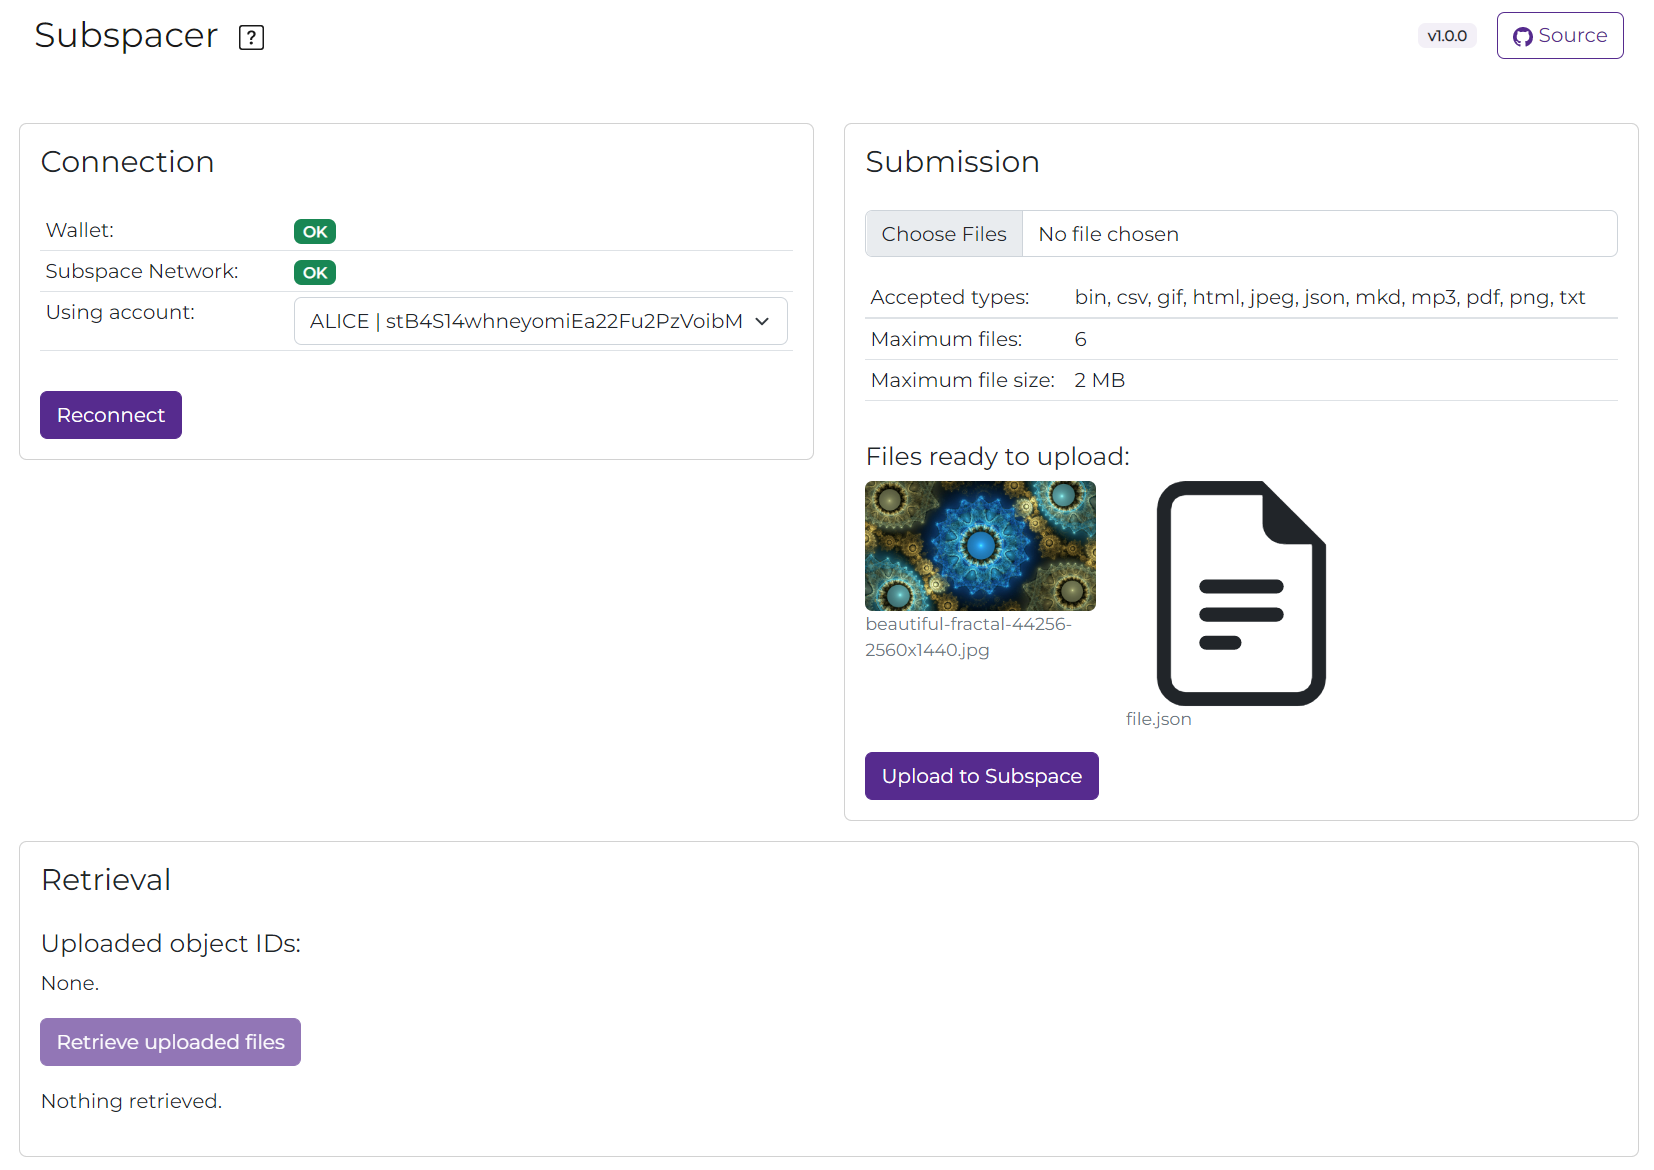 Subspacer ?
v1.0.0
Source
Connection
Wallet: OK
Subspace Network: OK
Using account: ALICE | stB4S14whneyomiEa22Fu2PzVoibM
Reconnect
Submission
Choose Files No file chosen
Accepted types: bin, csv, gif, html, jpeg, json, mkd, mp3, pdf, png, txt
Maximum files: 6
Maximum file size: 2 MB
Files ready to upload:
beautiful-fractal-44256-
2560x1440.jpg
file.json
Upload to Subspace
Retrieval
Uploaded object IDs:
None.
Retrieve uploaded files
Nothing retrieved.